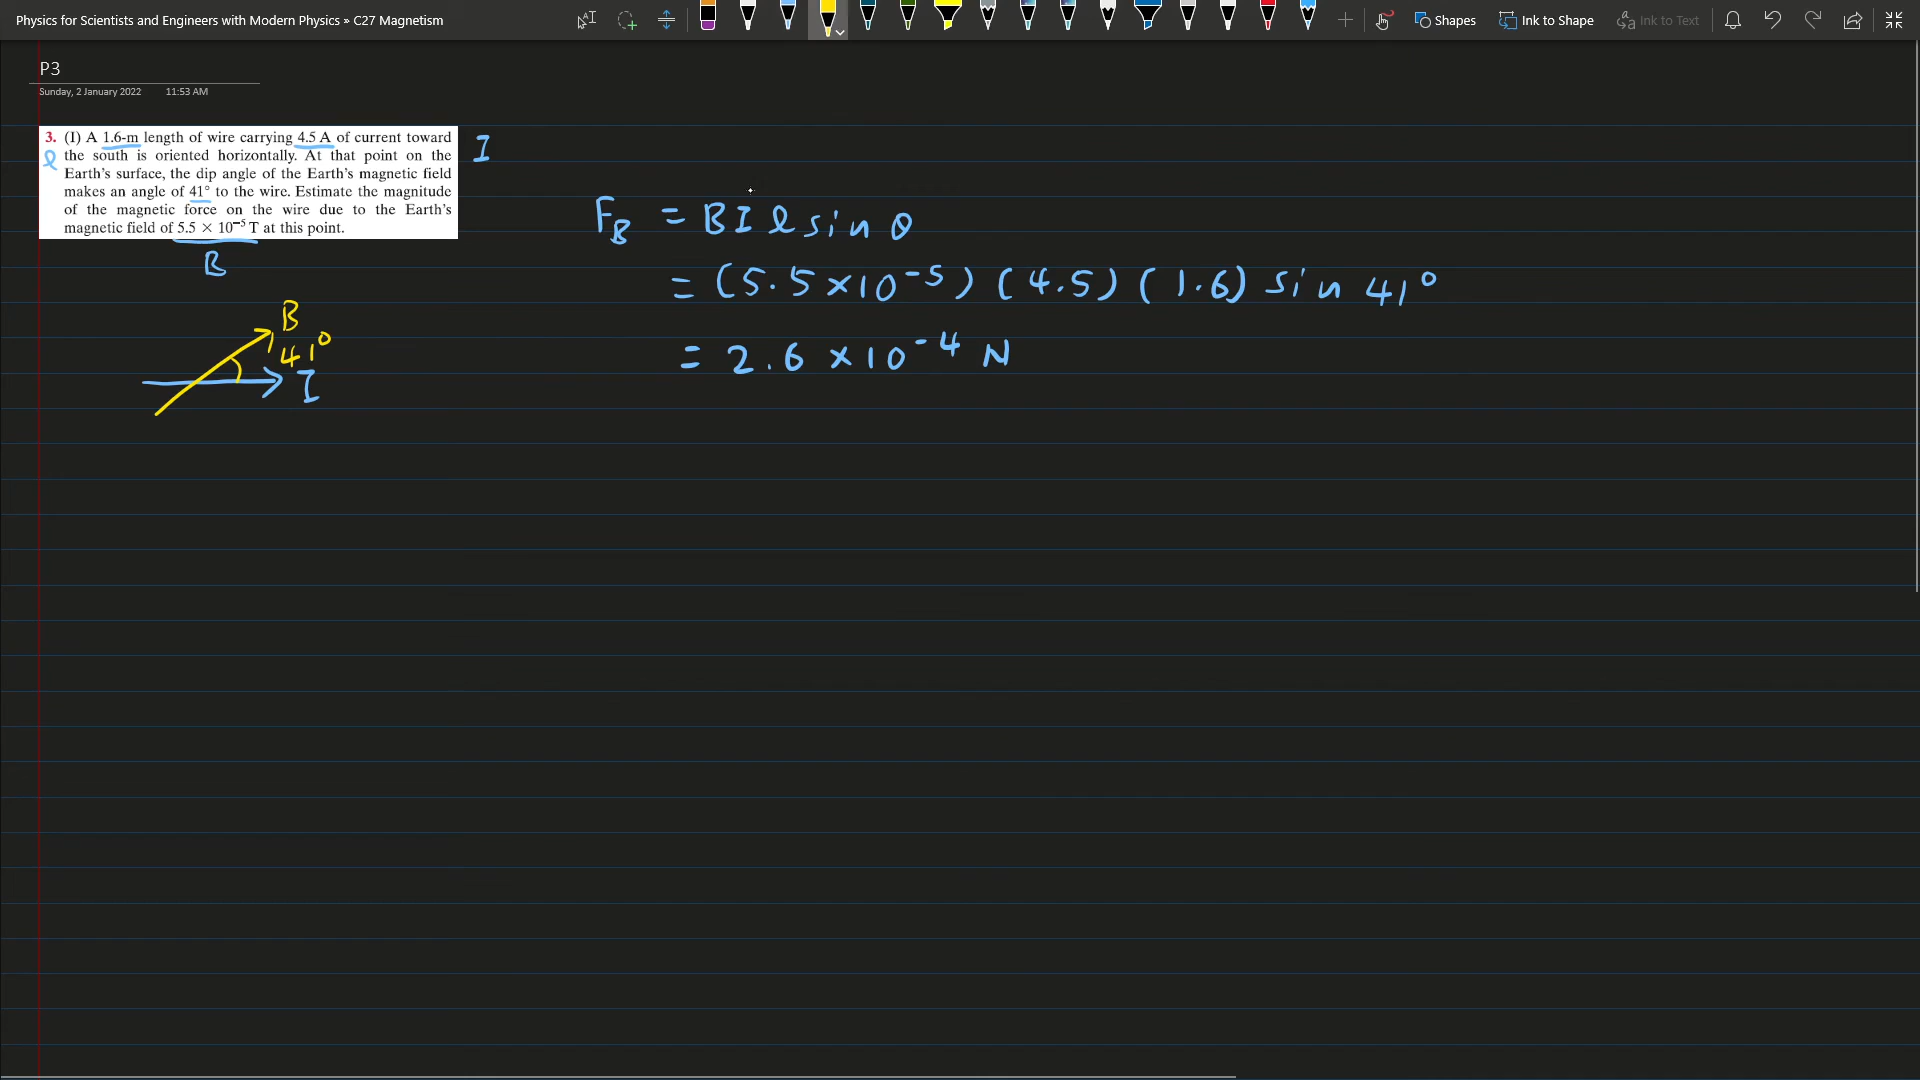 Physics for Scientists and Engineers with Modern Physics » C27 Magnetism
Shapes
Ink to Shape
Ink to Text
P3
Sunday, 2 January 2022 11:53 AM
3. (I) A 1.6-m length of wire carrying 4.5 A of current toward
the south is oriented horizontally. At that point on the
Earth's surface, the dip angle of the Earth's magnetic field
makes an angle of 41° to the wire. Estimate the magnitude
of the magnetic force on the wire due to the Earth's
magnetic field of 5.5 × 10⁻⁵ T at this point.
ℓ
I
B
F_B = BIℓ sin θ
= (5.5×10⁻⁵)(4.5)(1.6) sin 41°
= 2.6 ×10⁻⁴ N
B
41°
I